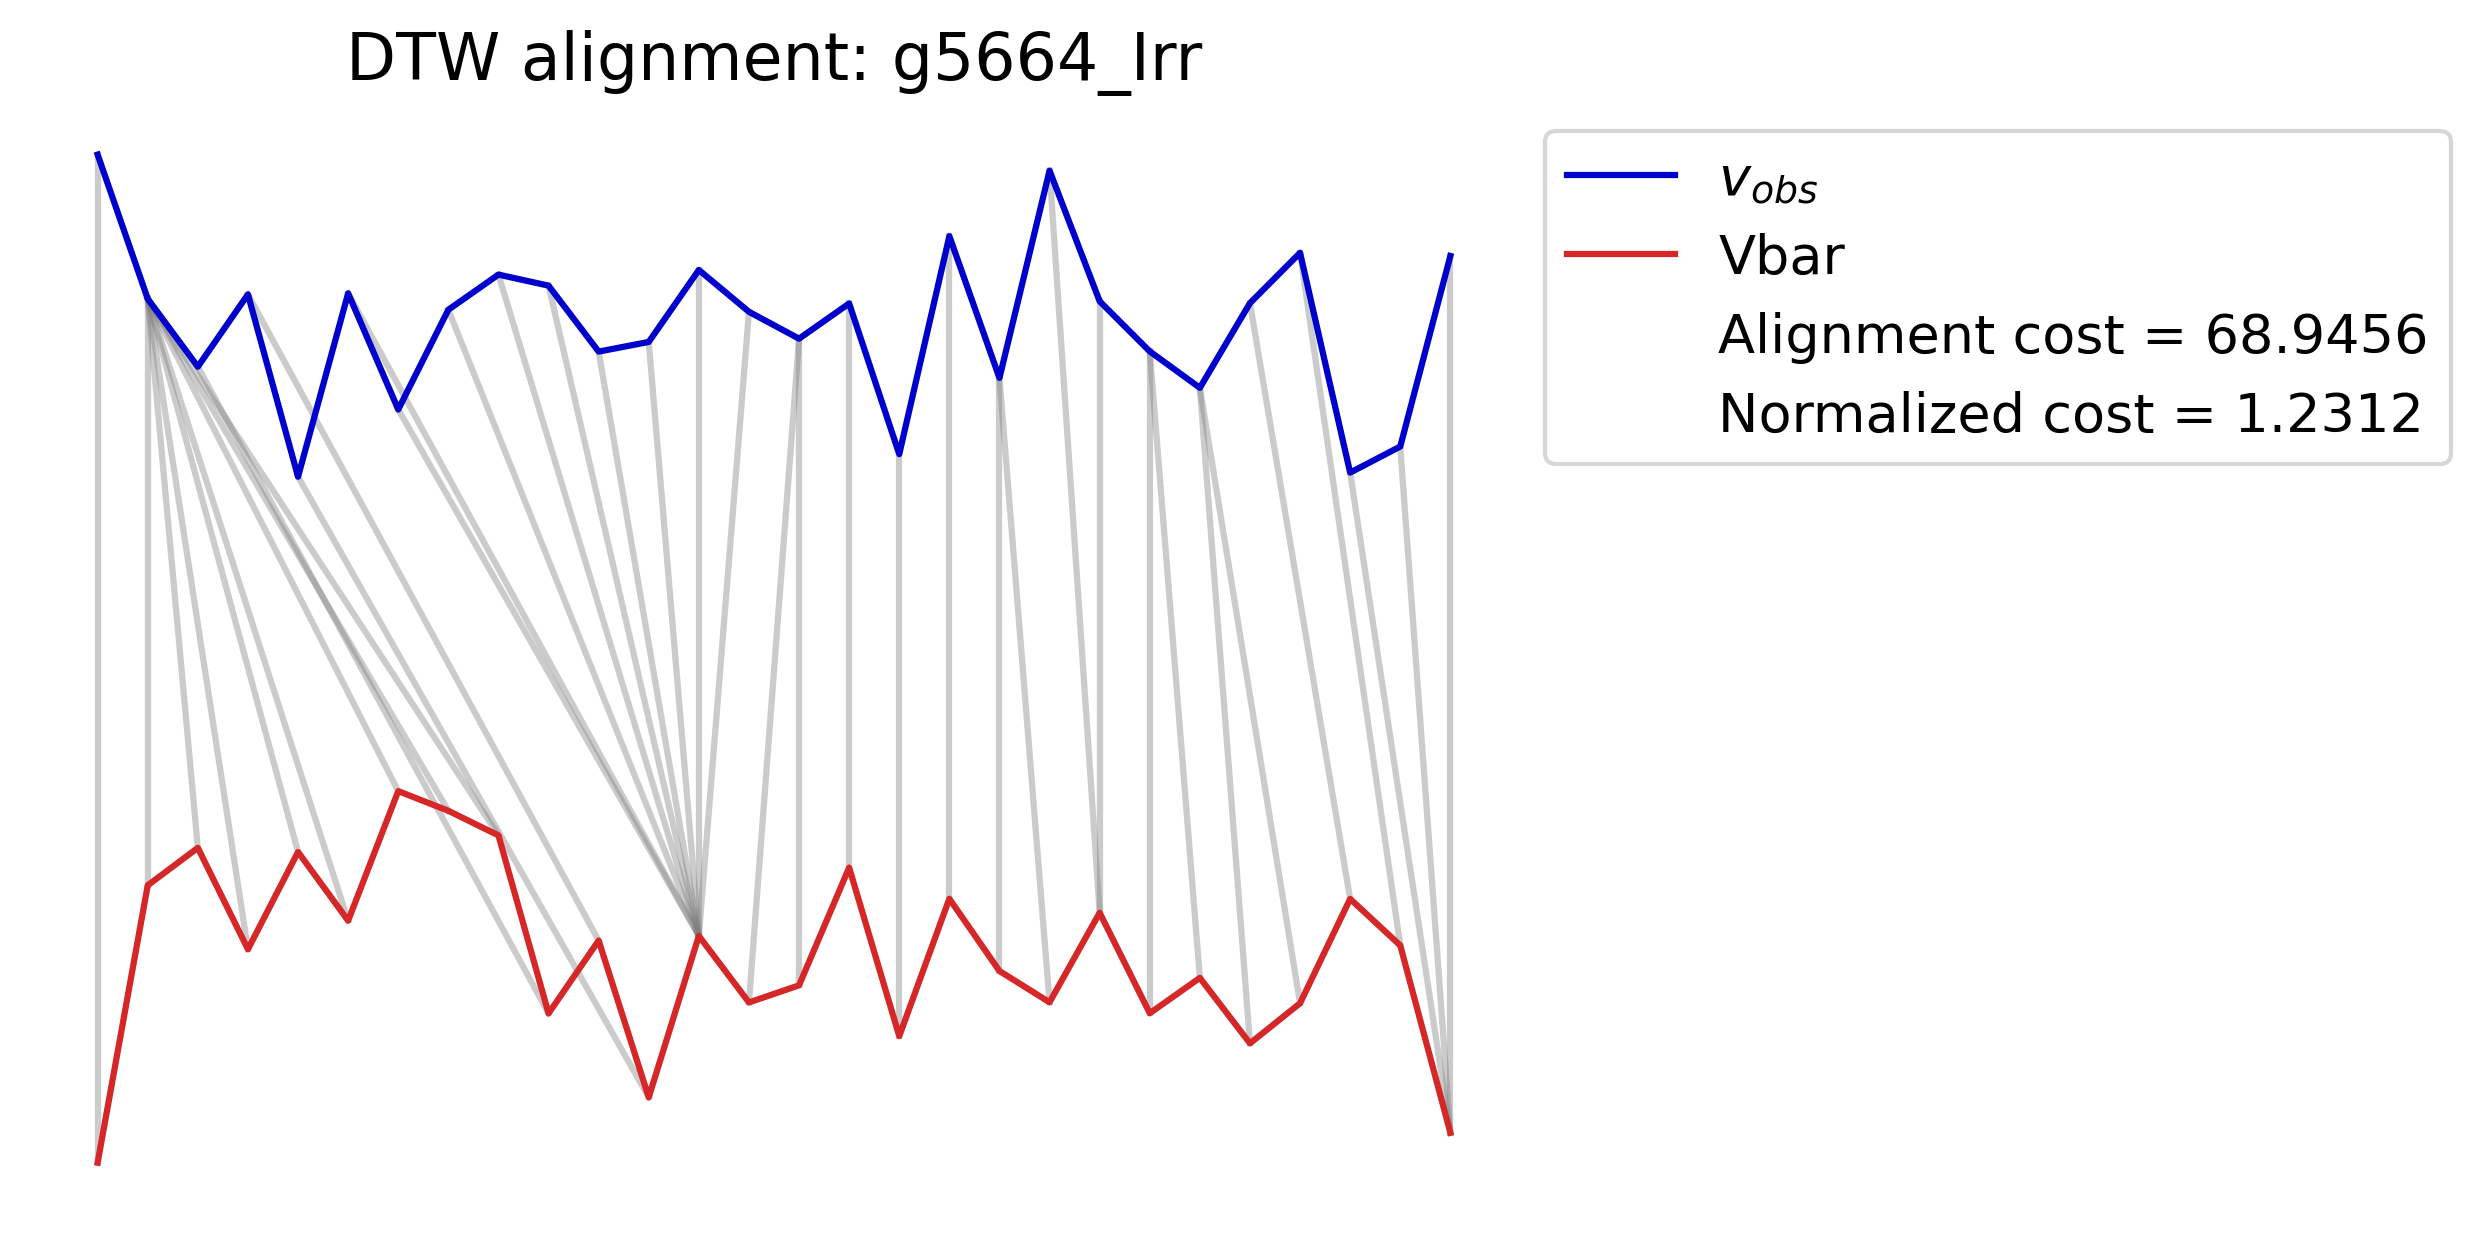 DTW alignment: g5664_Irr
v_obs
Vbar
Alignment cost = 68.9456
Normalized cost = 1.2312